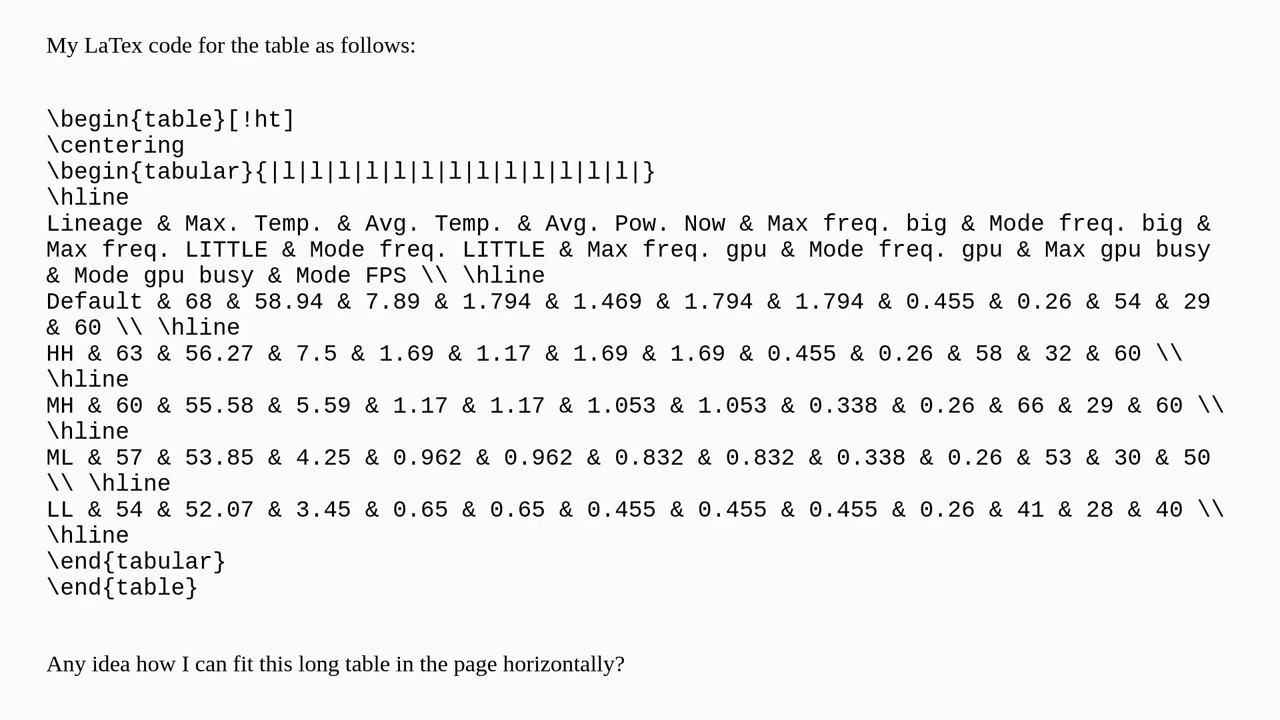 My LaTex code for the table as follows:
\begin{table}[!ht]
\centering
\begin{tabular}{|l|l|l|l|l|l|l|l|l|l|l|l|l|}
\hline
Lineage & Max. Temp. & Avg. Temp. & Avg. Pow. Now & Max freq. big & Mode freq. big &
Max freq. LITTLE & Mode freq. LITTLE & Max freq. gpu & Mode freq. gpu & Max gpu busy
& Mode gpu busy & Mode FPS \\ \hline
Default & 68 & 58.94 & 7.89 & 1.794 & 1.469 & 1.794 & 1.794 & 0.455 & 0.26 & 54 & 29
& 60 \\ \hline
HH & 63 & 56.27 & 7.5 & 1.69 & 1.17 & 1.69 & 1.69 & 0.455 & 0.26 & 58 & 32 & 60 \\
\hline
MH & 60 & 55.58 & 5.59 & 1.17 & 1.17 & 1.053 & 1.053 & 0.338 & 0.26 & 66 & 29 & 60 \\
\hline
ML & 57 & 53.85 & 4.25 & 0.962 & 0.962 & 0.832 & 0.832 & 0.338 & 0.26 & 53 & 30 & 50
\\ \hline
LL & 54 & 52.07 & 3.45 & 0.65 & 0.65 & 0.455 & 0.455 & 0.455 & 0.26 & 41 & 28 & 40 \\
\hline
\end{tabular}
\end{table}
Any idea how I can fit this long table in the page horizontally?